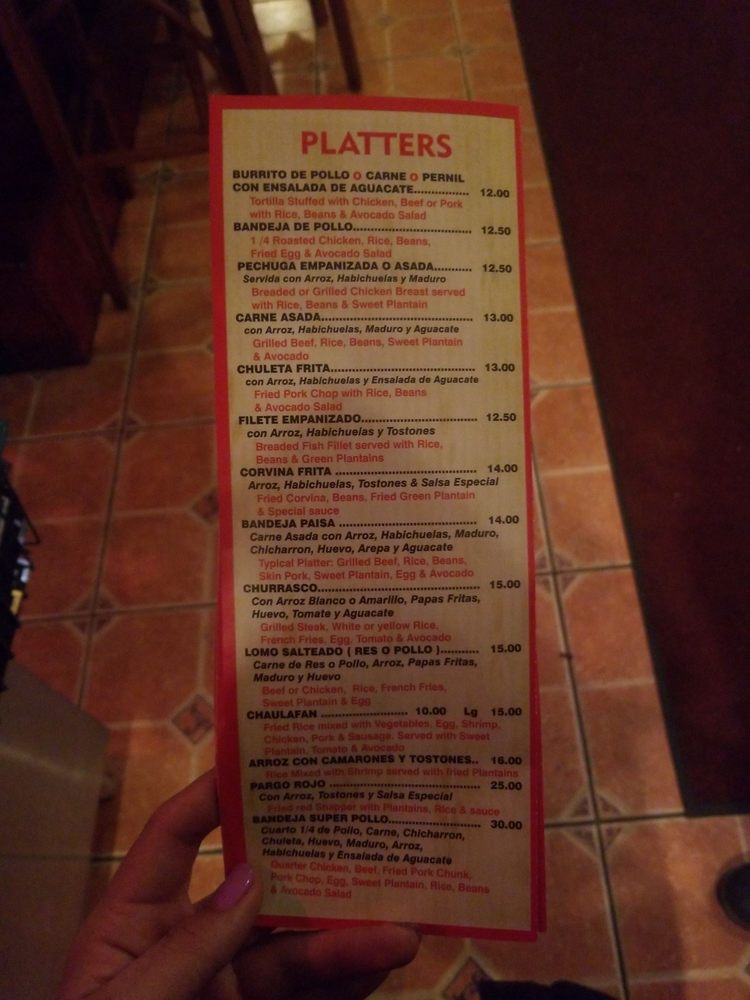 PLATTERS
BURRITO DE POLLO O CARNE O PERNIL
CON ENSALADA DE AGUACATE................ 12.00
Tortilla Stuffed with Chicken, Beef or Pork
with Rice, Beans & Avocado Salad
BANDEJA DE POLLO.................................. 12.50
1 /4 Roasted Chicken, Rice, Beans,
Fried Egg & Avocado Salad
PECHUGA EMPANIZADA O ASADA........... 12.50
Servida con Arroz, Habichuelas y Maduro
Breaded or Grilled Chicken Breast served
with Rice, Beans & Sweet Plantain
CARNE ASADA........................................... 13.00
con Arroz, Habichuelas, Maduro y Aguacate
Grilled Beef, Rice, Beans, Sweet Plantain
& Avocado
CHULETA FRITA......................................... 13.00
con Arroz, Habichuelas y Ensalada de Aguacate
Fried Pork Chop with Rice, Beans
& Avocado Salad
FILETE EMPANIZADO................................ 12.50
con Arroz, Habichuelas y Tostones
Breaded Fish Fillet served with Rice,
Beans & Green Plantains
CORVINA FRITA ........................................ 14.00
Arroz, Habichuelas, Tostones & Salsa Especial
Fried Corvina, Beans, Fried Green Plantain
& Special sauce
BANDEJA PAISA ....................................... 14.00
Carne Asada con Arroz, Habichuelas, Maduro,
Chicharron, Huevo, Arepa y Aguacate
Typical Platter: Grilled Beef, Rice, Beans,
Skin Pork, Sweet Plantain, Egg & Avocado
CHURRASCO.............................................. 15.00
Con Arroz Blanco o Amarillo, Papas Fritas,
Huevo, Tomate y Aguacate
Grilled Steak, White or yellow Rice,
French Fries, Egg, Tomato & Avocado
LOMO SALTEADO ( RES O POLLO )........... 15.00
Carne de Res o Pollo, Arroz, Papas Fritas,
Maduro y Huevo
Beef or Chicken, Rice, French Fries,
Sweet Plantain & Egg
CHAULAFAN ........................ 10.00 Lg 15.00
Fried Rice mixed with Vegetables, Egg, Shrimp,
Chicken, Pork & Sausage. Served with Sweet
Plantain, Tomato & Avocado
ARROZ CON CAMARONES Y TOSTONES.. 16.00
Rice Mixed with Shrimp served with fried Plantains
PARGO ROJO ......................................... 25.00
Con Arroz, Tostones y Salsa Especial
Fried red Snapper with Plantains, Rice & sauce
BANDEJA SUPER POLLO.......................... 30.00
Cuarto 1/4 de Pollo, Carne, Chicharron,
Chuleta, Huevo, Maduro, Arroz,
Habichuelas y Ensalada de Aguacate
Quarter Chicken, Beef, Fried Pork Chunk,
Pork Chop, Egg, Sweet Plantain, Rice, Beans
& Avocado Salad